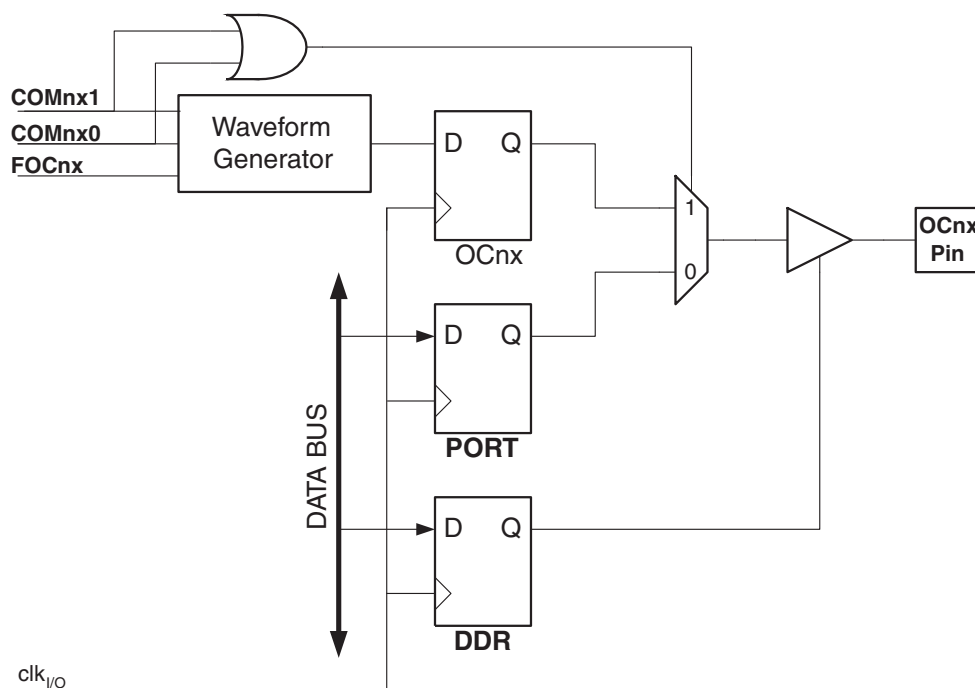 COMnx1
COMnx0
FOCnx
Waveform
Generator
D Q
OCnx
1
0
OCnx
Pin
D Q
PORT
D Q
DDR
DATA BUS
clkI/O